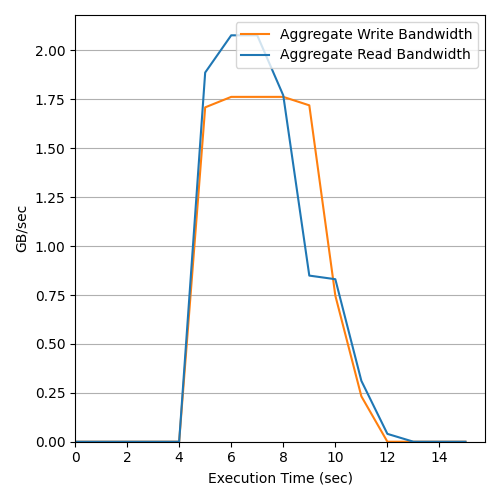 Aggregate Write Bandwidth
Aggregate Read Bandwidth
GB/sec
2.00
1.75
1.50
1.25
1.00
0.75
0.50
0.25
0.00
0 2 4 6 8 10 12 14
Execution Time (sec)